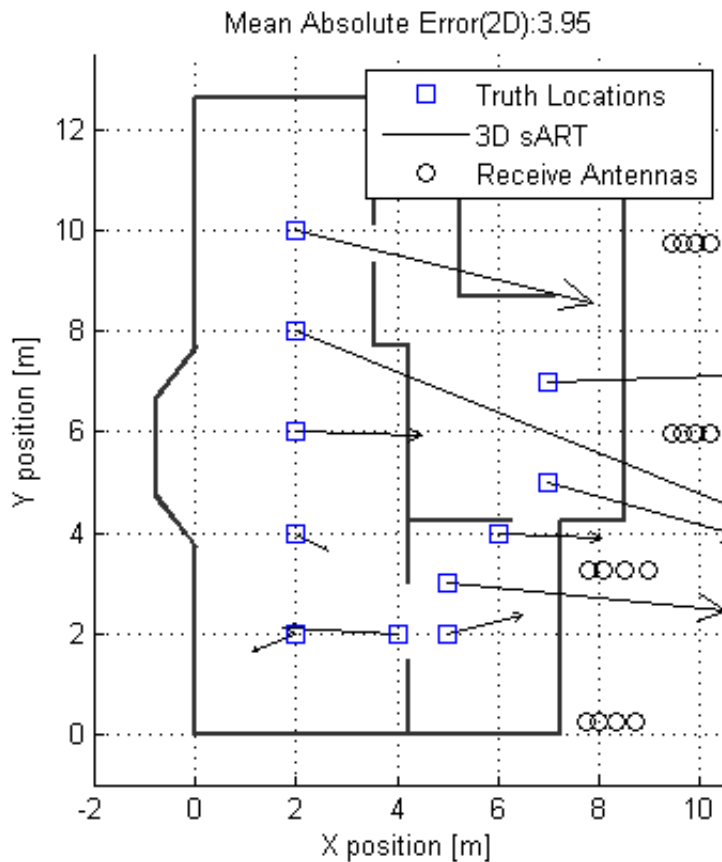 Mean Absolute Error(2D):3.95
Truth Locations
3D sART
Receive Antennas
Y position [m]
12
10
8
6
4
2
0
-2
0
2
4
6
8
10
X position [m]